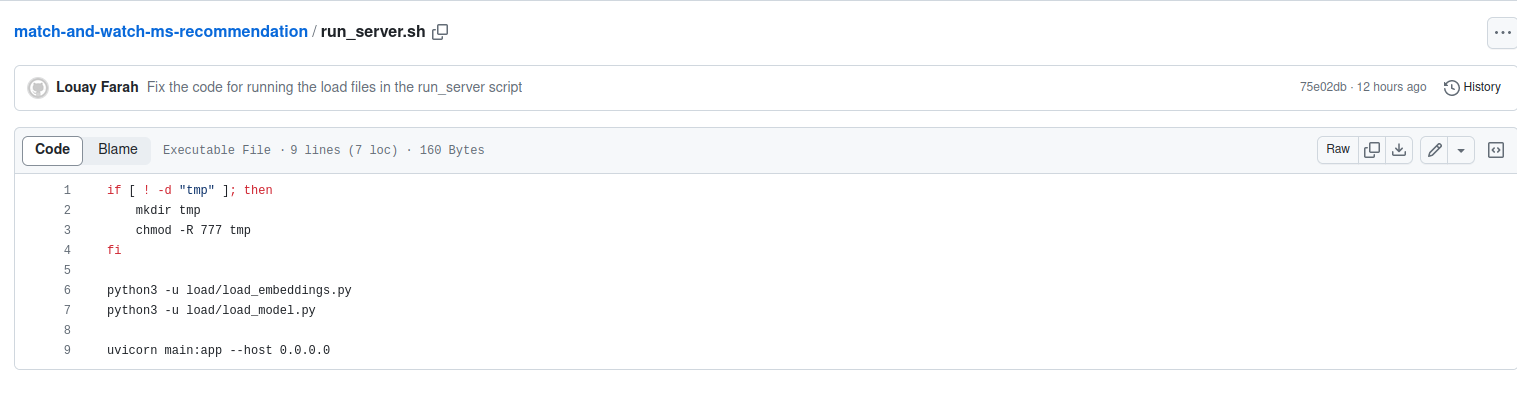 match-and-watch-ms-recommendation / run_server.sh
Louay Farah Fix the code for running the load files in the run_server script 75e02db · 12 hours ago History
Code Blame Executable File · 9 lines (7 loc) · 160 Bytes Raw
1 if [ ! -d "tmp" ]; then
2     mkdir tmp
3     chmod -R 777 tmp
4 fi
5
6 python3 -u load/load_embeddings.py
7 python3 -u load/load_model.py
8
9 uvicorn main:app --host 0.0.0.0